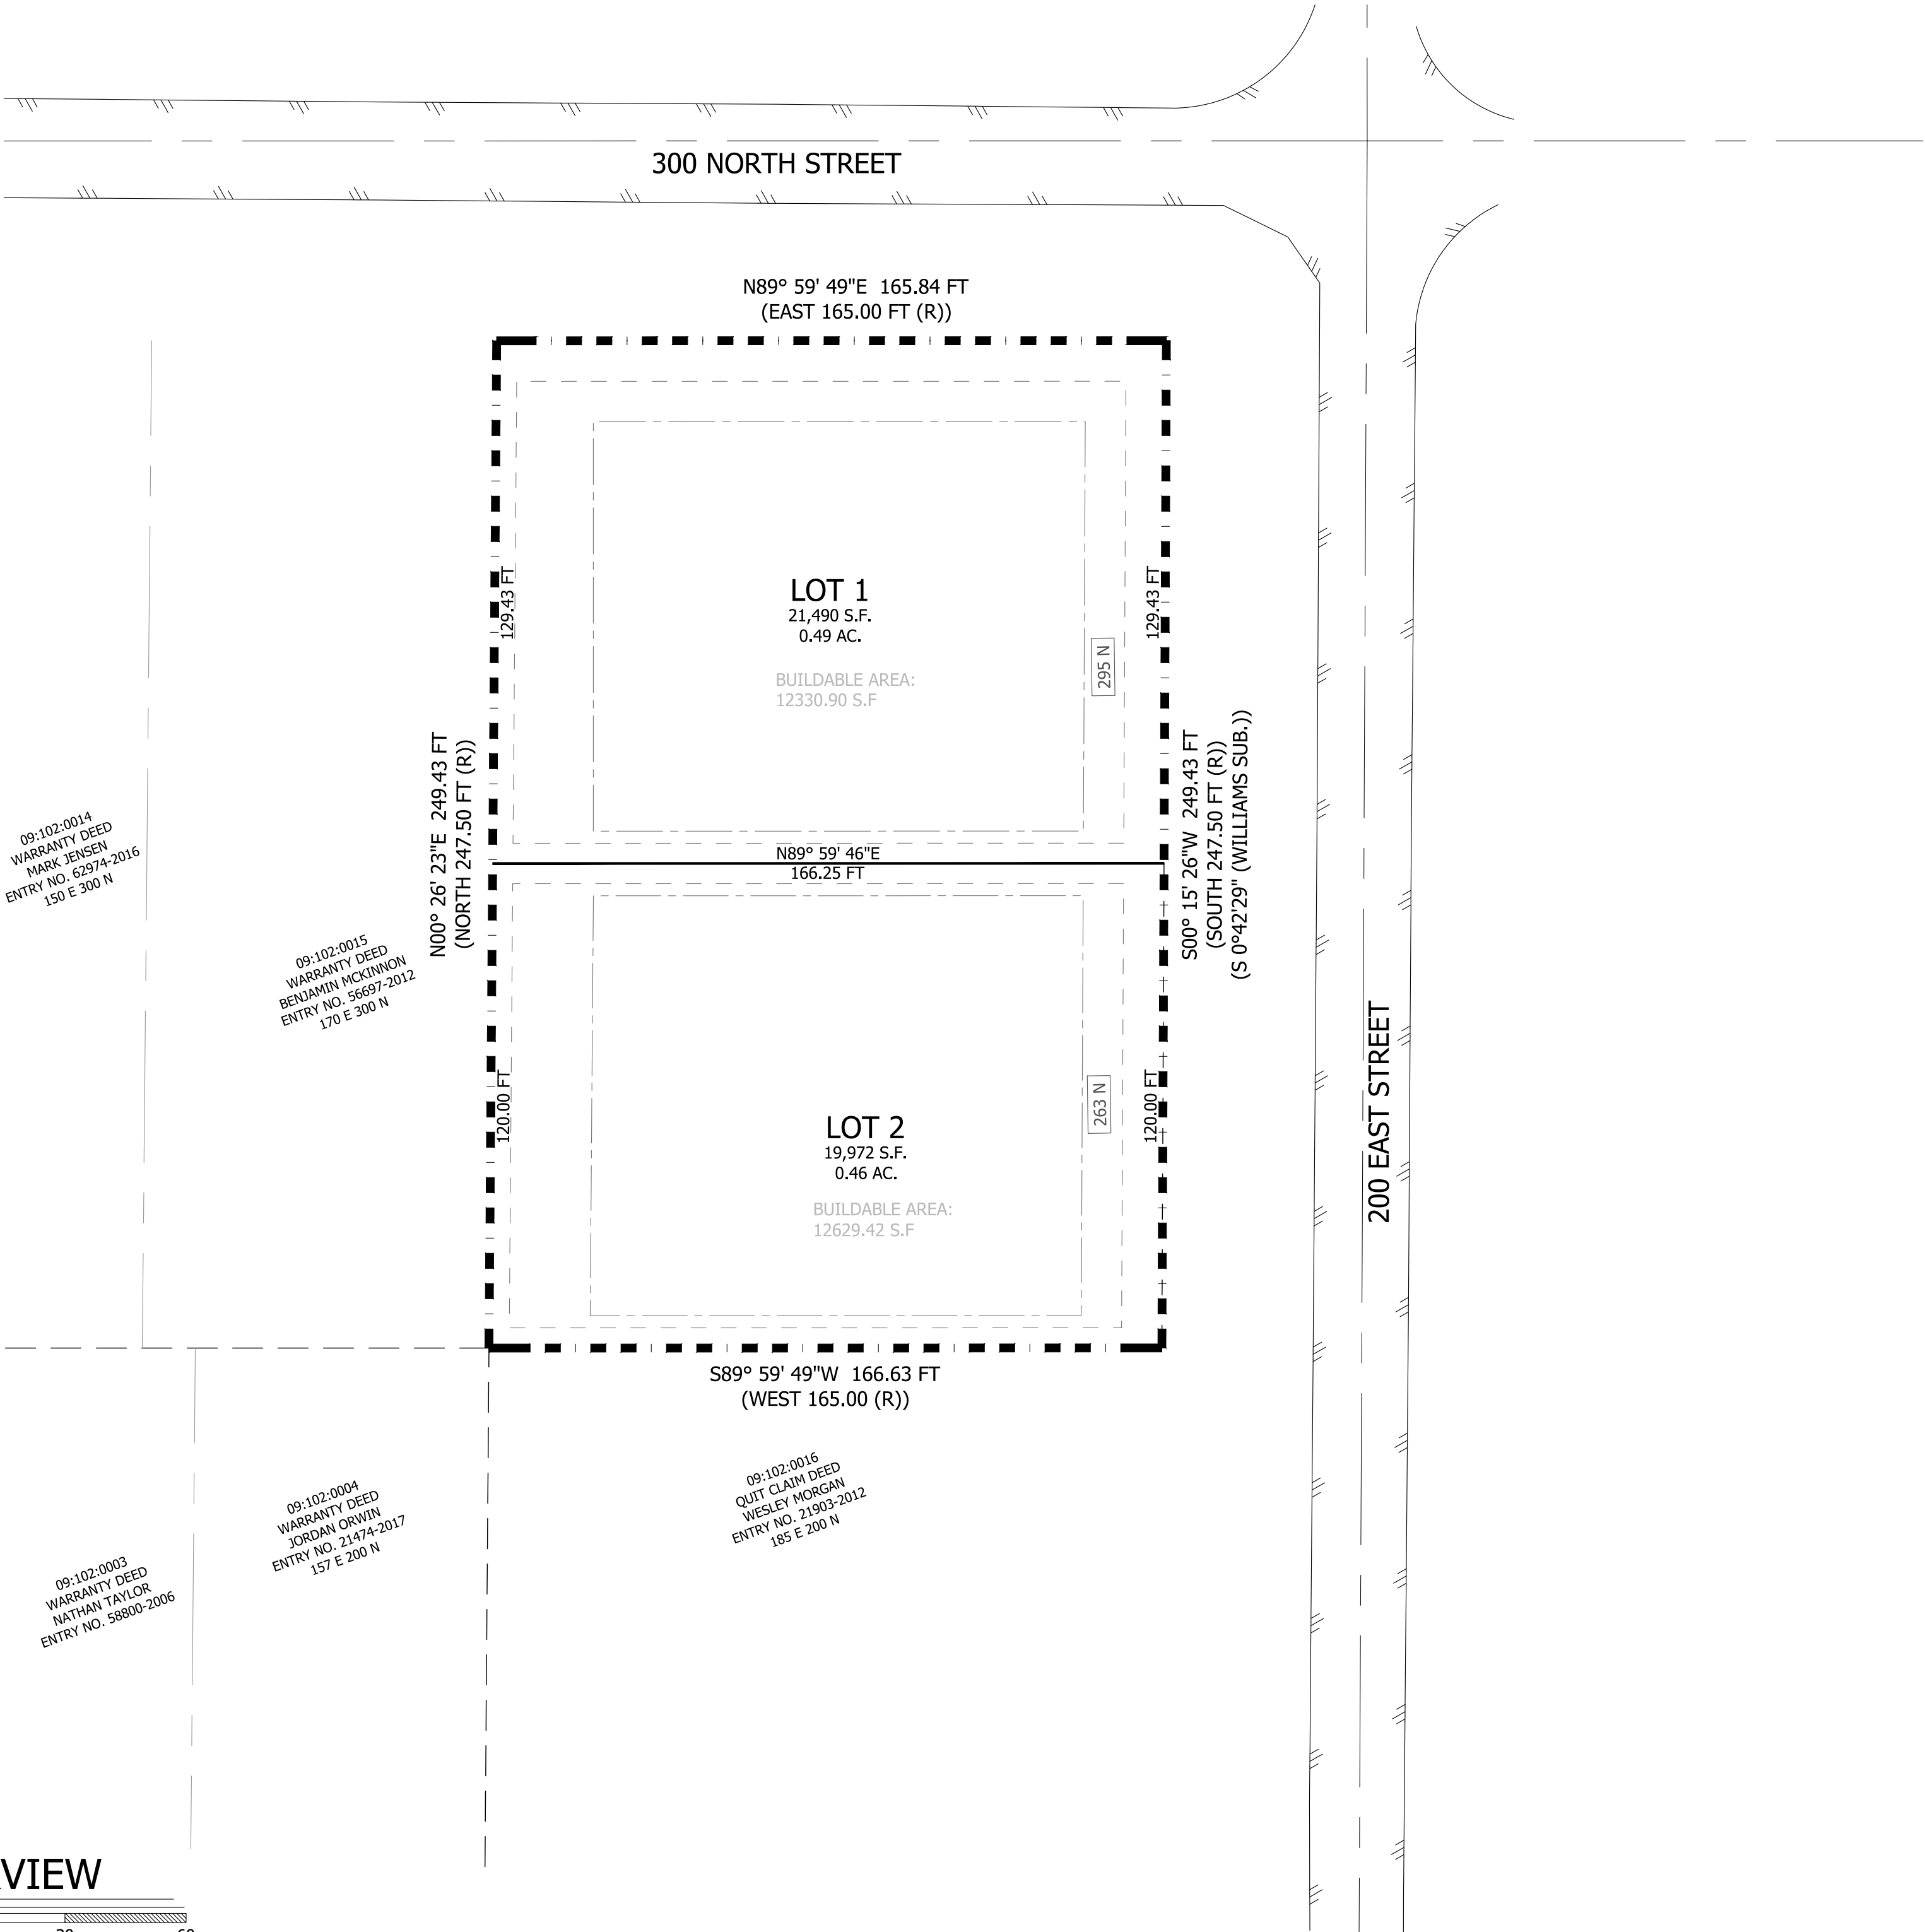 300 NORTH STREET
N89° 59' 49"E  165.84 FT
(EAST 165.00 FT (R))
129.43 FT
129.43 FT
LOT 1
21,490 S.F.
0.49 AC.
BUILDABLE AREA:
12330.90 S.F
295 N
N00° 26' 23"E  249.43 FT
(NORTH 247.50 FT (R))
S00° 15' 26"W  249.43 FT
(SOUTH 247.50 FT (R))
(S 0°42'29" (WILLIAMS SUB.))
N89° 59' 46"E
166.25 FT
09:102:0014
WARRANTY DEED
MARK JENSEN
ENTRY NO. 62974-2016
150 E 300 N
09:102:0015
WARRANTY DEED
BENJAMIN MCKINNON
ENTRY NO. 56697-2012
170 E 300 N
120.00 FT
120.00 FT
LOT 2
19,972 S.F.
0.46 AC.
BUILDABLE AREA:
12629.42 S.F
263 N
200 EAST STREET
S89° 59' 49"W  166.63 FT
(WEST 165.00 (R))
09:102:0016
QUIT CLAIM DEED
WESLEY MORGAN
ENTRY NO. 21903-2012
185 E 200 N
09:102:0004
WARRANTY DEED
JORDAN ORWIN
ENTRY NO. 21474-2017
157 E 200 N
09:102:0003
WARRANTY DEED
NATHAN TAYLOR
ENTRY NO. 58800-2006
VIEW